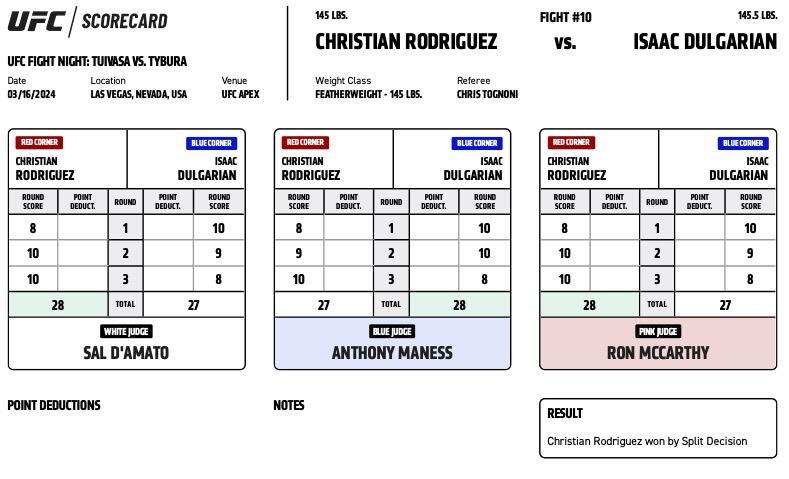 UFC / SCORECARD
UFC FIGHT NIGHT: TUIVASA VS. TYBURA
Date Location Venue
03/16/2024 LAS VEGAS, NEVADA, USA UFC APEX
145 LBS. FIGHT #10 145.5 LBS.
CHRISTIAN RODRIGUEZ VS. ISAAC DULGARIAN
Weight Class Referee
FEATHERWEIGHT - 145 LBS. CHRIS TOGNONI
RED CORNER BLUE CORNER
CHRISTIAN ISAAC
RODRIGUEZ DULGARIAN
ROUND SCORE POINT DEDUCT. ROUND POINT DEDUCT. ROUND SCORE
8 1 10
10 2 9
10 3 8
28 TOTAL 27
WHITE JUDGE
SAL D'AMATO
RED CORNER BLUE CORNER
CHRISTIAN ISAAC
RODRIGUEZ DULGARIAN
ROUND SCORE POINT DEDUCT. ROUND POINT DEDUCT. ROUND SCORE
8 1 10
9 2 10
10 3 8
27 TOTAL 28
BLUE JUDGE
ANTHONY MANESS
RED CORNER BLUE CORNER
CHRISTIAN ISAAC
RODRIGUEZ DULGARIAN
ROUND SCORE POINT DEDUCT. ROUND POINT DEDUCT. ROUND SCORE
8 1 10
10 2 9
10 3 8
28 TOTAL 27
PINK JUDGE
RON MCCARTHY
POINT DEDUCTIONS
NOTES
RESULT
Christian Rodriguez won by Split Decision